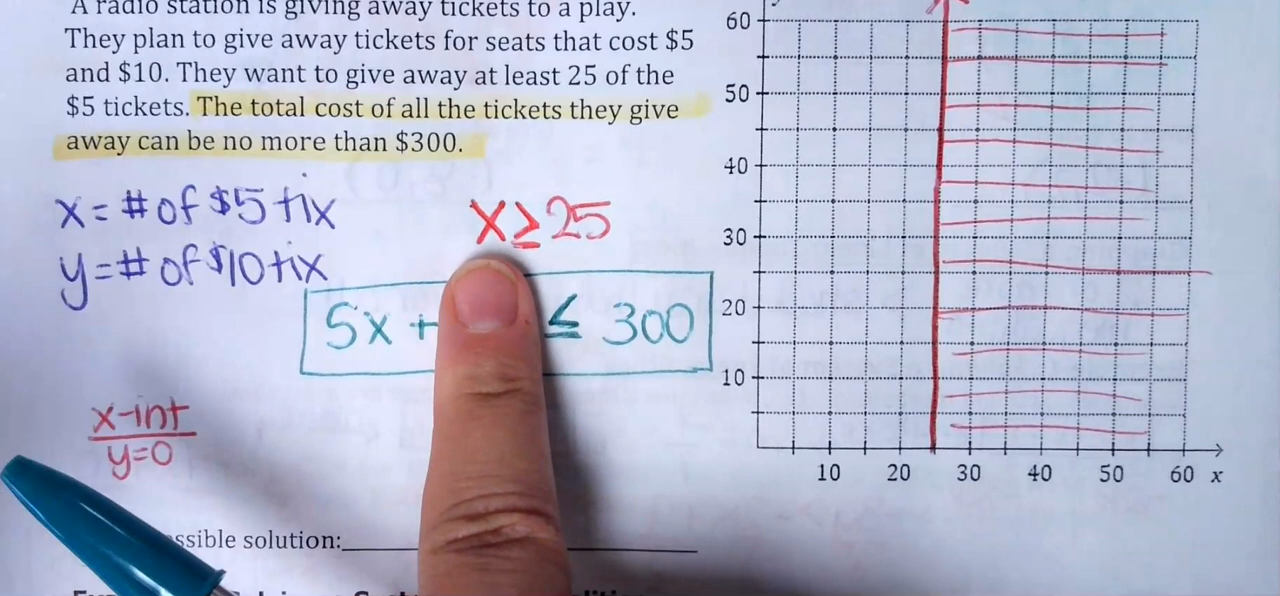 A radio station is giving away tickets to a play.
They plan to give away tickets for seats that cost $5
and $10. They want to give away at least 25 of the
$5 tickets. The total cost of all the tickets they give
away can be no more than $300.
x = # of $5 tix
y = # of $10 tix
x ≥ 25
5x + ≤ 300
x-int
y=0
solution:
60
50
40
30
20
10
10 20 30 40 50 60 x